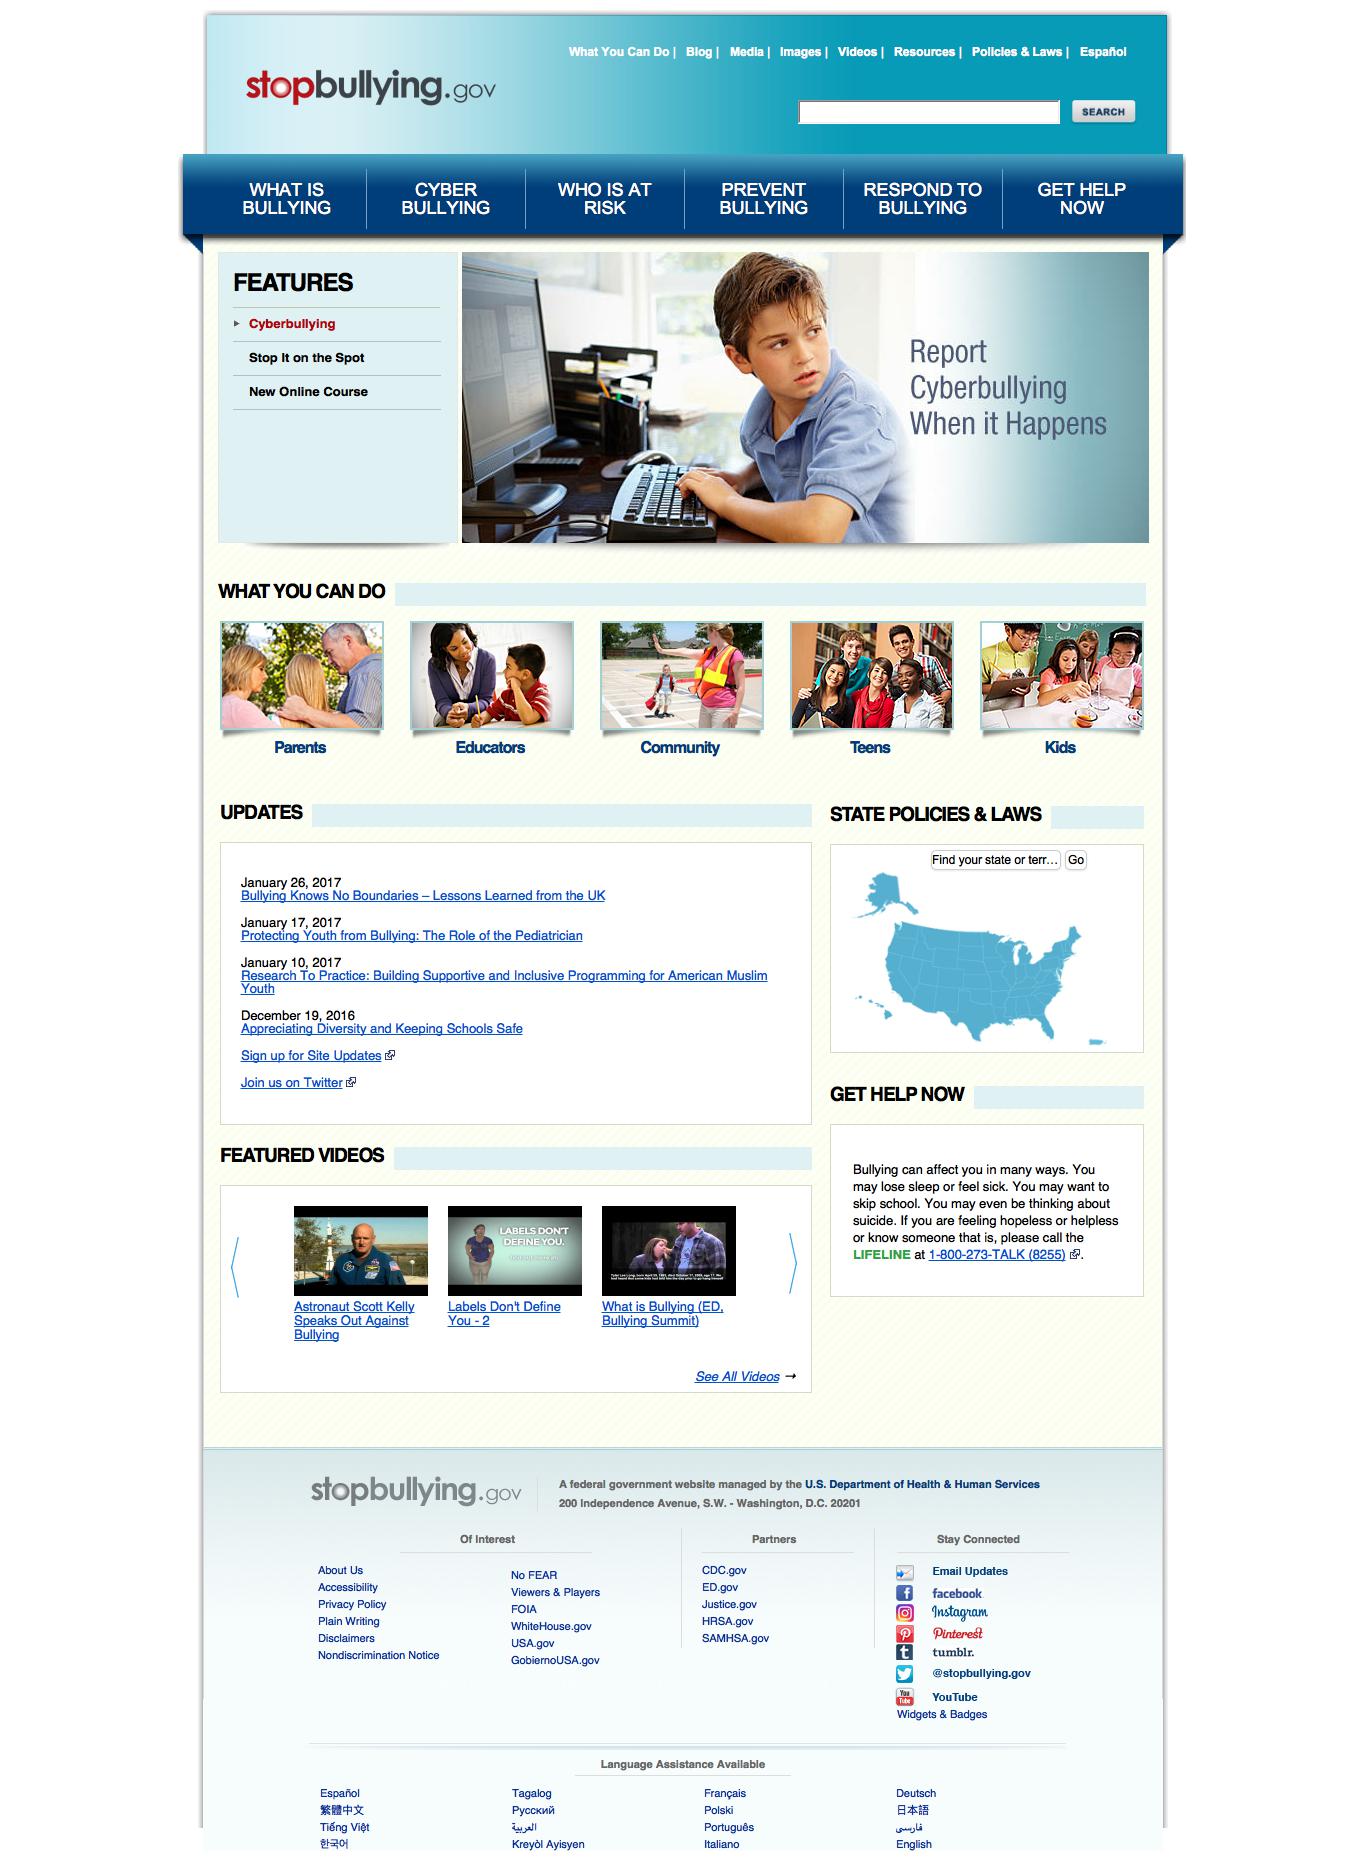 What You Can Do | Blog | Media | Images | Videos | Resources | Policies & Laws | Español
stopbullying.gov
SEARCH
WHAT IS
BULLYING
CYBER
BULLYING
WHO IS AT
RISK
PREVENT
BULLYING
RESPOND TO
BULLYING
GET HELP
NOW
FEATURES
Cyberbullying
Stop It on the Spot
New Online Course
Report
Cyberbullying
When it Happens
WHAT YOU CAN DO
Parents
Educators
Community
Teens
Kids
UPDATES
January 26, 2017
Bullying Knows No Boundaries – Lessons Learned from the UK
January 17, 2017
Protecting Youth from Bullying: The Role of the Pediatrician
January 10, 2017
Research To Practice: Building Supportive and Inclusive Programming for American Muslim
Youth
December 19, 2016
Appreciating Diversity and Keeping Schools Safe
Sign up for Site Updates
Join us on Twitter
STATE POLICIES & LAWS
Find your state or terr... Go
GET HELP NOW
Bullying can affect you in many ways. You
may lose sleep or feel sick. You may want to
skip school. You may even be thinking about
suicide. If you are feeling hopeless or helpless
or know someone that is, please call the
LIFELINE at 1-800-273-TALK (8255).
FEATURED VIDEOS
LABELS DON'T
DEFINE YOU.
Astronaut Scott Kelly
Speaks Out Against
Bullying
Labels Don't Define
You - 2
What is Bullying (ED,
Bullying Summit)
See All Videos →
stopbullying.gov
A federal government website managed by the U.S. Department of Health & Human Services
200 Independence Avenue, S.W. - Washington, D.C. 20201
Of Interest
About Us
Accessibility
Privacy Policy
Plain Writing
Disclaimers
Nondiscrimination Notice
No FEAR
Viewers & Players
FOIA
WhiteHouse.gov
USA.gov
GobiernoUSA.gov
Partners
CDC.gov
ED.gov
Justice.gov
HRSA.gov
SAMHSA.gov
Stay Connected
Email Updates
facebook
Instagram
Pinterest
tumblr.
@stopbullying.gov
You Tube YouTube
Widgets & Badges
Language Assistance Available
Español
繁體中文
Tiếng Việt
한국어
Tagalog
Русский
العربية
Kreyòl Ayisyen
Français
Polski
Português
Italiano
Deutsch
日本語
فارسی
English